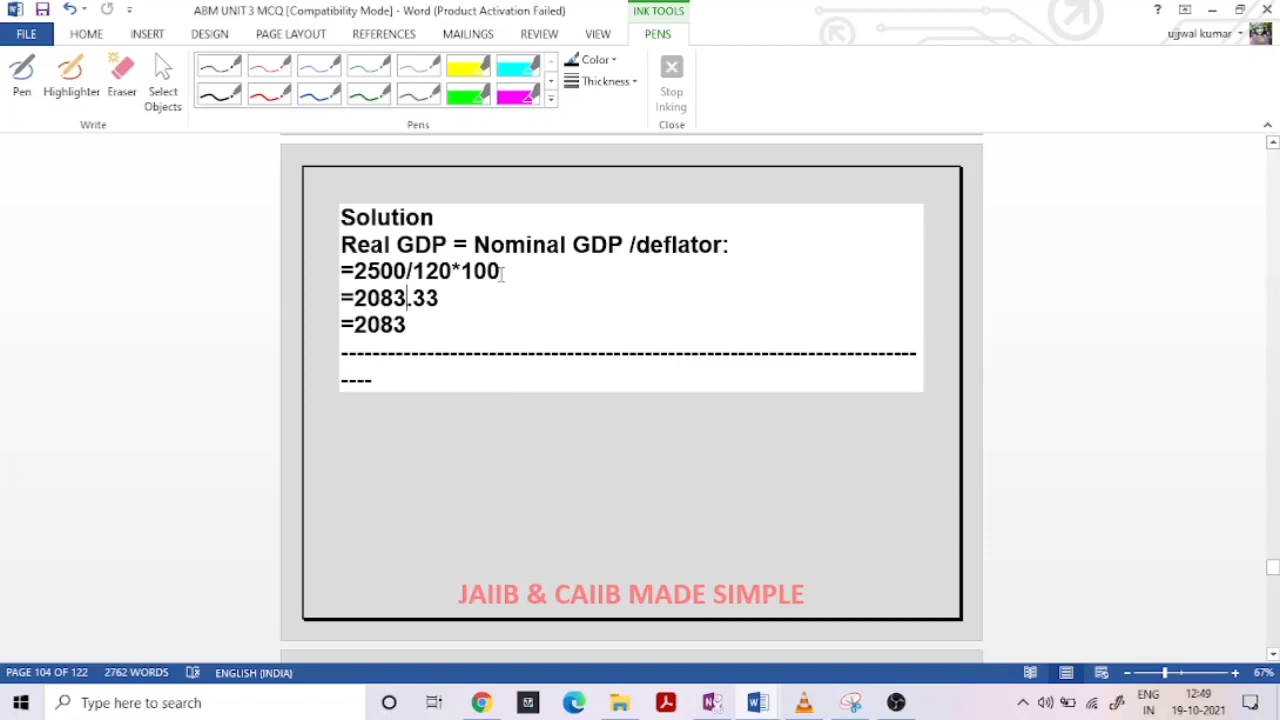 ABM UNIT 3 MCQ [Compatibility Mode] - Word (Product Activation Failed)
INK TOOLS
?
FILE
HOME
INSERT
DESIGN
PAGE LAYOUT
REFERENCES
MAILINGS
REVIEW
VIEW
PENS
ujjwal kumar
Pen
Highlighter
Eraser
Select Objects
Color
Thickness
Stop Inking
Write
Pens
Close
Solution
Real GDP = Nominal GDP /deflator:
=2500/120*100
=2083.33
=2083
--------------------------------------------------------------------------
----
JAIIB & CAIIB MADE SIMPLE
PAGE 104 OF 122
2762 WORDS
ENGLISH (INDIA)
67%
Type here to search
ENG
IN
12:49
19-10-2021